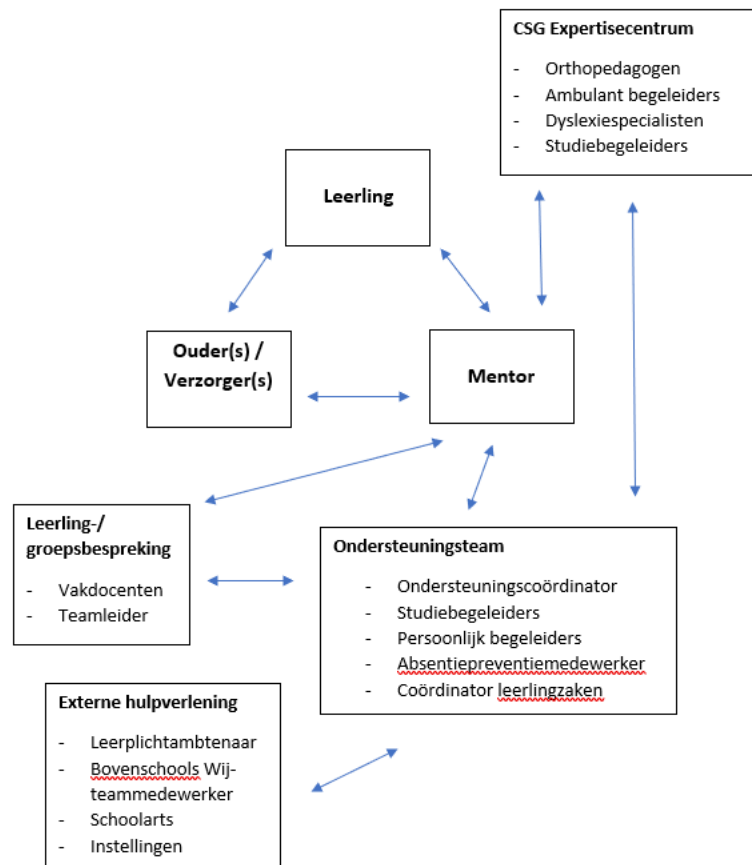 CSG Expertisecentrum
- Orthopedagogen
- Ambulant begeleiders
- Dyslexiespecialisten
- Studiebegeleiders
Leerling
Ouder(s) /
Verzorger(s)
Mentor
Leerling-/
groepsbespreking
- Vakdocenten
- Teamleider
Ondersteuningsteam
- Ondersteuningscoördinator
- Studiebegeleiders
- Persoonlijk begeleiders
- Absentiepreventiemedewerker
- Coördinator leerlingzaken
Externe hulpverlening
- Leerplichtambtenaar
- Bovenschools Wij-
teammedewerker
- Schoolarts
- Instellingen